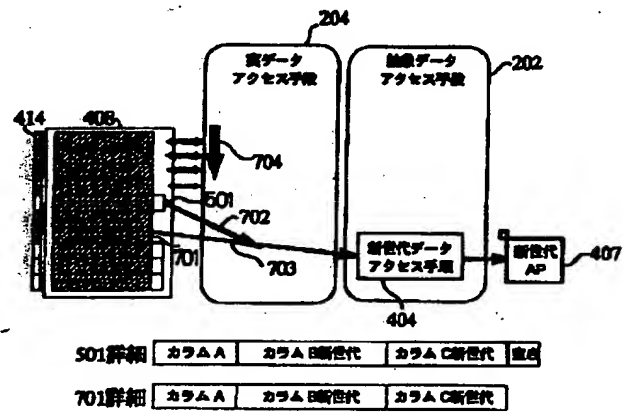 204
実データ
アクセス手段
抽象データ
アクセス手段
202
414
408
704
501
702
701
703
新世代データ
アクセス手順
404
新世代
AP
407
501詳細 カラム A カラム B新世代 カラム C新世代 空き
701詳細 カラム A カラム B新世代 カラム C新世代